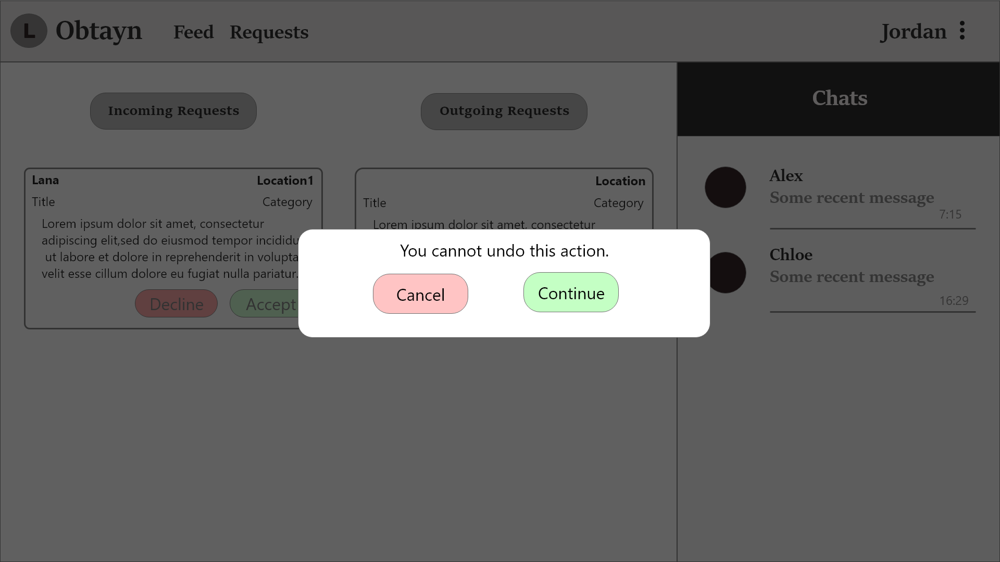 L
Obtayn
Feed
Requests
Jordan
Incoming Requests
Outgoing Requests
Chats
Lana
Location1
Title
Category
Lorem ipsum dolor sit amet, consectetur
adipiscing elit,sed do eiusmod tempor incididu
ut labore et dolore in reprehenderit in volupta
velit esse cillum dolore eu fugiat nulla pariatur.
Decline
Accept
Location
Title
Category
Lorem ipsum dolor sit amet, consectetur
You cannot undo this action.
Cancel
Continue
Alex
Some recent message
7:15
Chloe
Some recent message
16:29